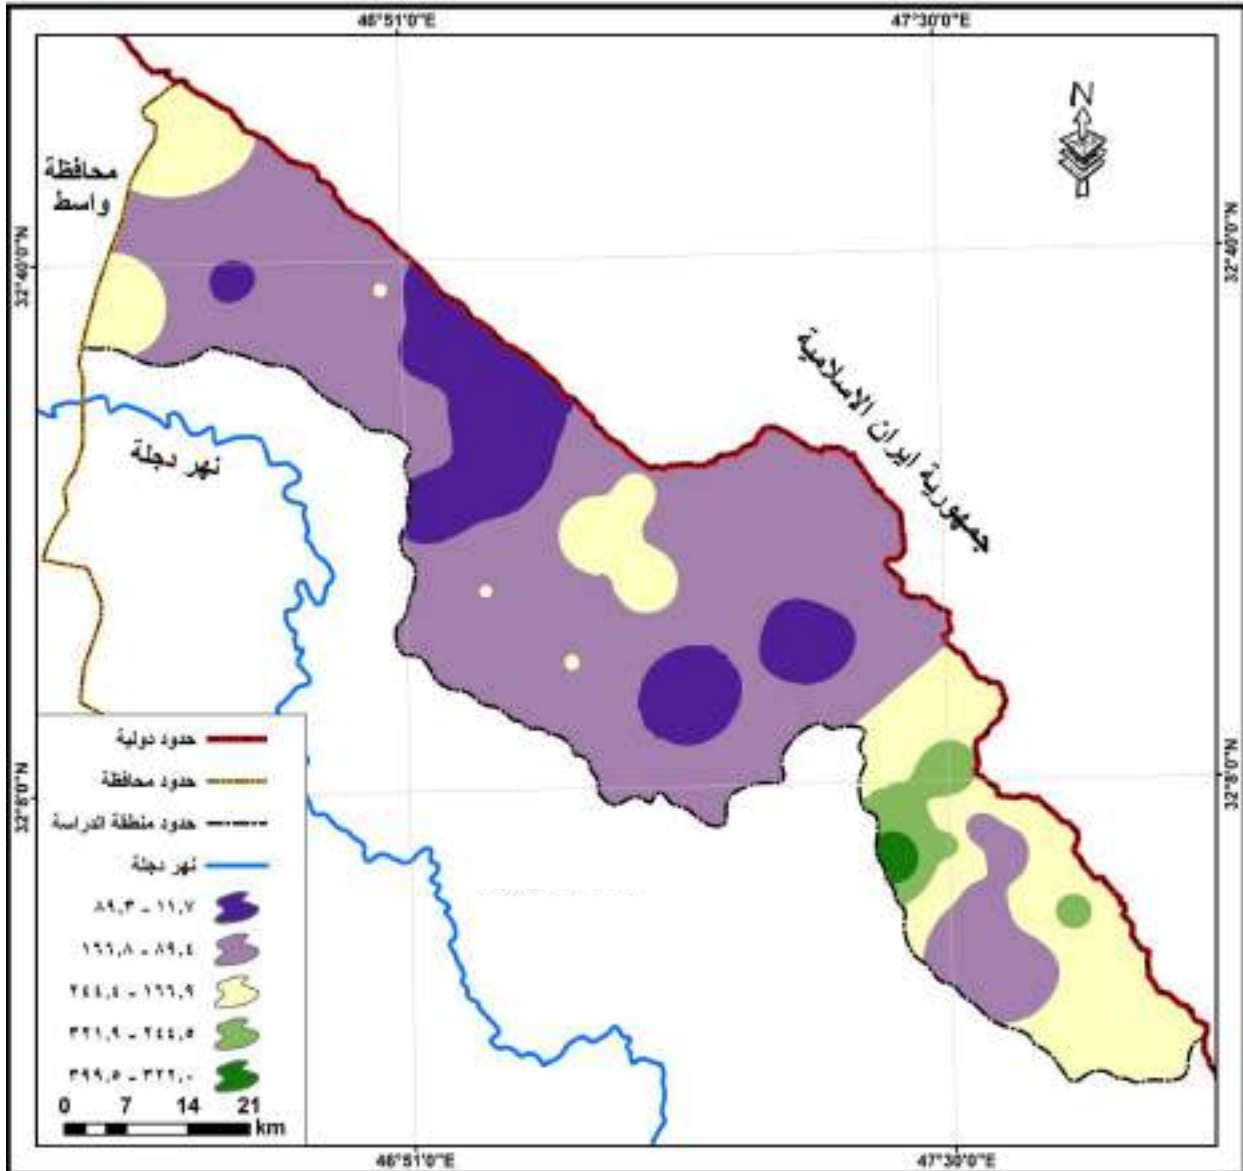 46°51'0"E
47°30'0"E
N
محافظة
واسط
32°40'0"N
32°40'0"N
جمهورية ايران الاسلامية
نهر دجلة
حدود دولية
حدود محافظة
حدود منطقة الدراسة
نهر دجلة
٨٩,٣ - ١١,٧
١٦٦,٨ - ٨٩,٤
٢٤٤,٤ - ١٦٦,٩
٣٢١,٩ - ٢٤٤,٥
٣٩٩,٥ - ٣٢٢,٠
0 7 14 21
km
32°8'0"N
32°8'0"N
46°51'0"E
47°30'0"E